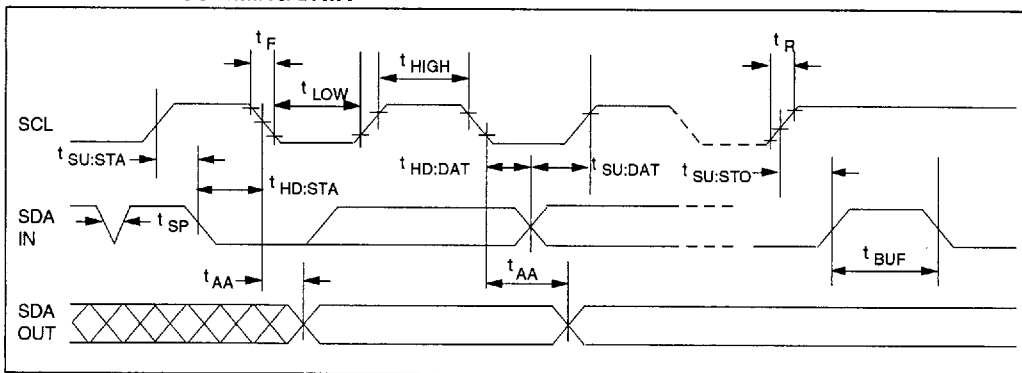 t F
t R
t HIGH
t LOW
SCL
t SU:STA
t HD:STA
t HD:DAT
t SU:DAT
t SU:STO
SDA
IN
t SP
t AA
t AA
t BUF
SDA
OUT